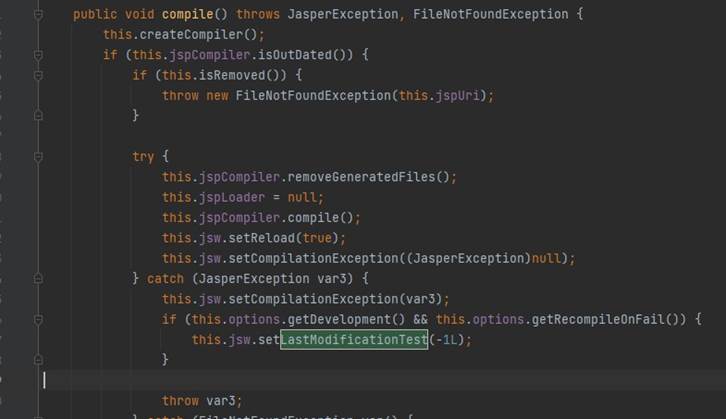 public void compile() throws JasperException, FileNotFoundException {
this.createCompiler();
if (this.jspCompiler.isOutDated()) {
if (this.isRemoved()) {
throw new FileNotFoundException(this.jspUri);
}
try {
this.jspCompiler.removeGeneratedFiles();
this.jspLoader = null;
this.jspCompiler.compile();
this.jsw.setReload(true);
this.jsw.setCompilationException((JasperException)null);
} catch (JasperException var3) {
this.jsw.setCompilationException(var3);
if (this.options.getDevelopment() && this.options.getRecompileOnFail()) {
this.jsw.setLastModificationTest(-1L);
}
throw var3;